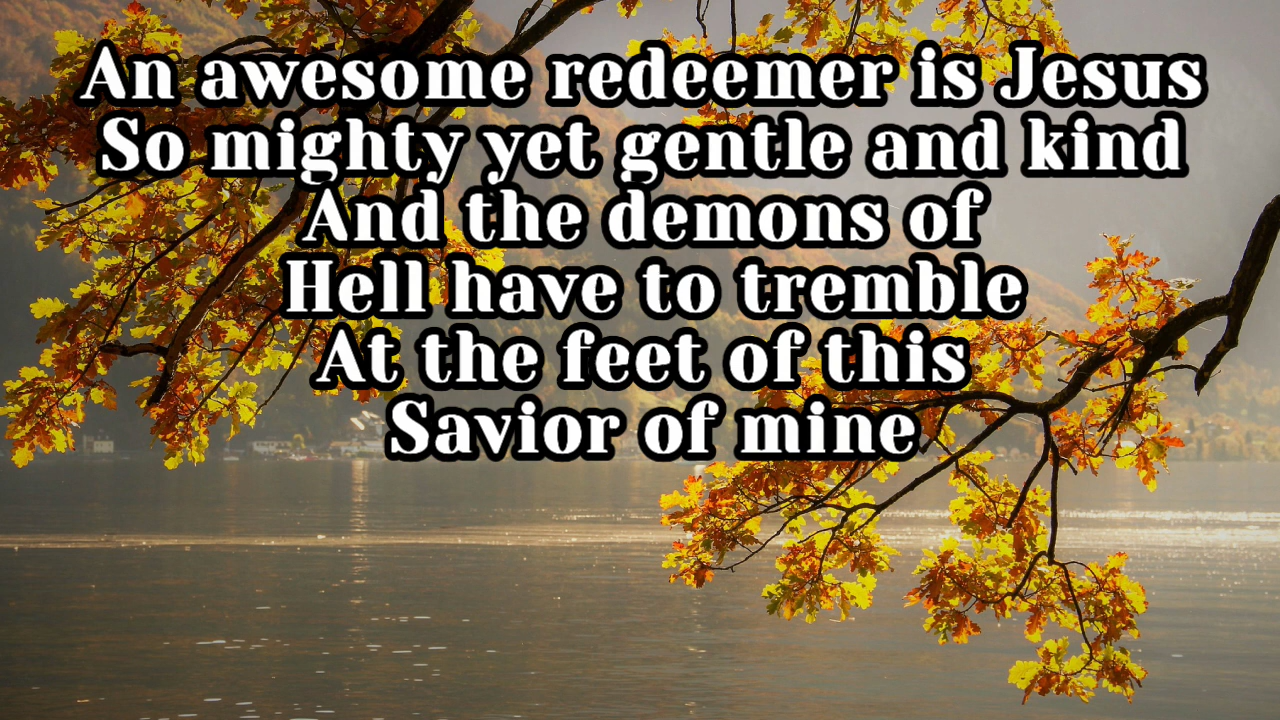 An awesome redeemer is Jesus
So mighty yet gentle and kind
And the demons of
Hell have to tremble
At the feet of this
Savior of mine